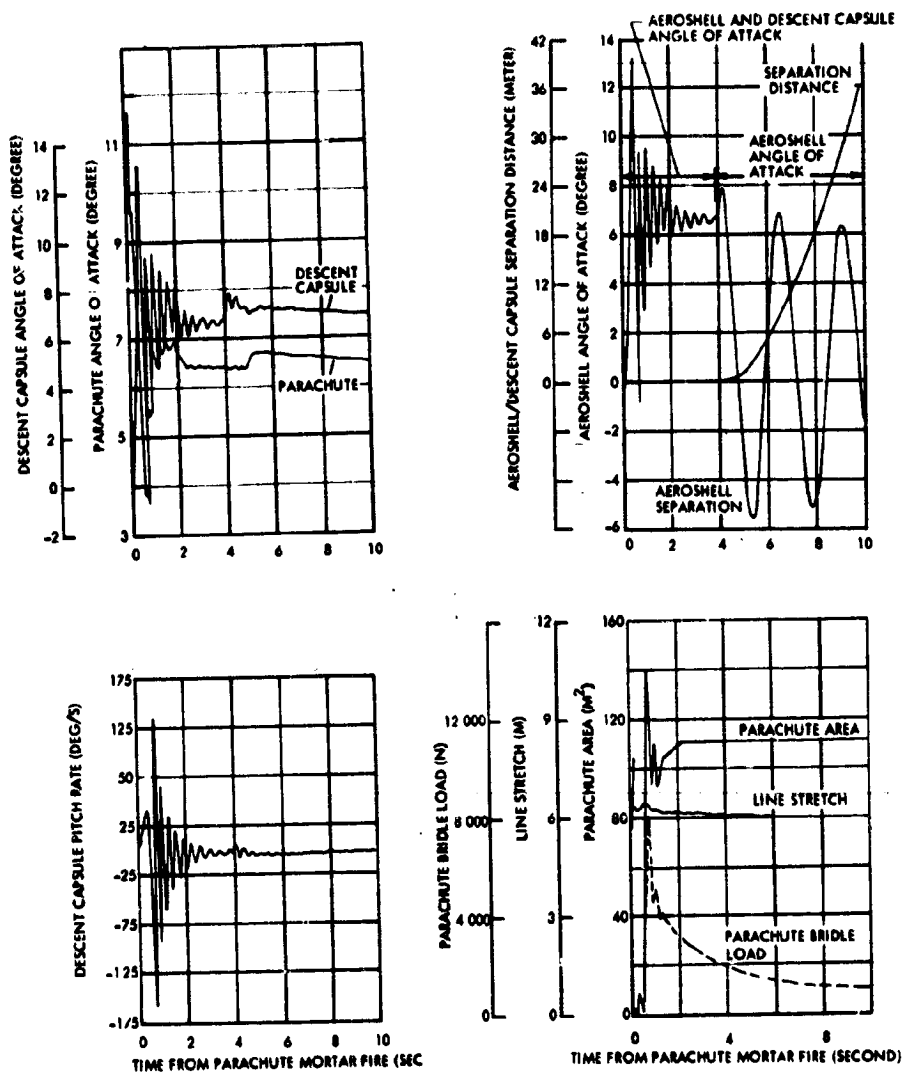 DESCENT CAPSULE ANGLE OF ATTACK (DEGREE)
14
12
10
8
6
4
2
0
-2
PARACHUTE ANGLE OF ATTACK (DEGREE)
11
9
7
5
3
DESCENT
CAPSULE
PARACHUTE
0 2 4 6 8 10
AEROSHELL/DESCENT CAPSULE SEPARATION DISTANCE (METER)
42
36
30
24
18
12
6
0
AEROSHELL ANGLE OF ATTACK (DEGREE)
14
12
10
8
6
4
2
0
-2
-4
-6
AEROSHELL AND DESCENT CAPSULE
ANGLE OF ATTACK
SEPARATION
DISTANCE
AEROSHELL
ANGLE OF
ATTACK
AEROSHELL
SEPARATION
0 2 4 6 8 10
DESCENT CAPSULE PITCH RATE (DEG/S)
175
125
50
25
-25
-75
-125
-1/5
0 2 4 6 8 10
TIME FROM PARACHUTE MORTAR FIRE (SEC
PARACHUTE BRIDLE LOAD (N)
12 000
8 000
4 000
0
LINE STRETCH (M)
12
9
6
3
0
PARACHUTE AREA (M²)
160
120
80
40
0
PARACHUTE AREA
LINE STRETCH
PARACHUTE BRIDLE
LOAD
0 4 8
TIME FROM PARACHUTE MORTAR FIRE (SECOND)